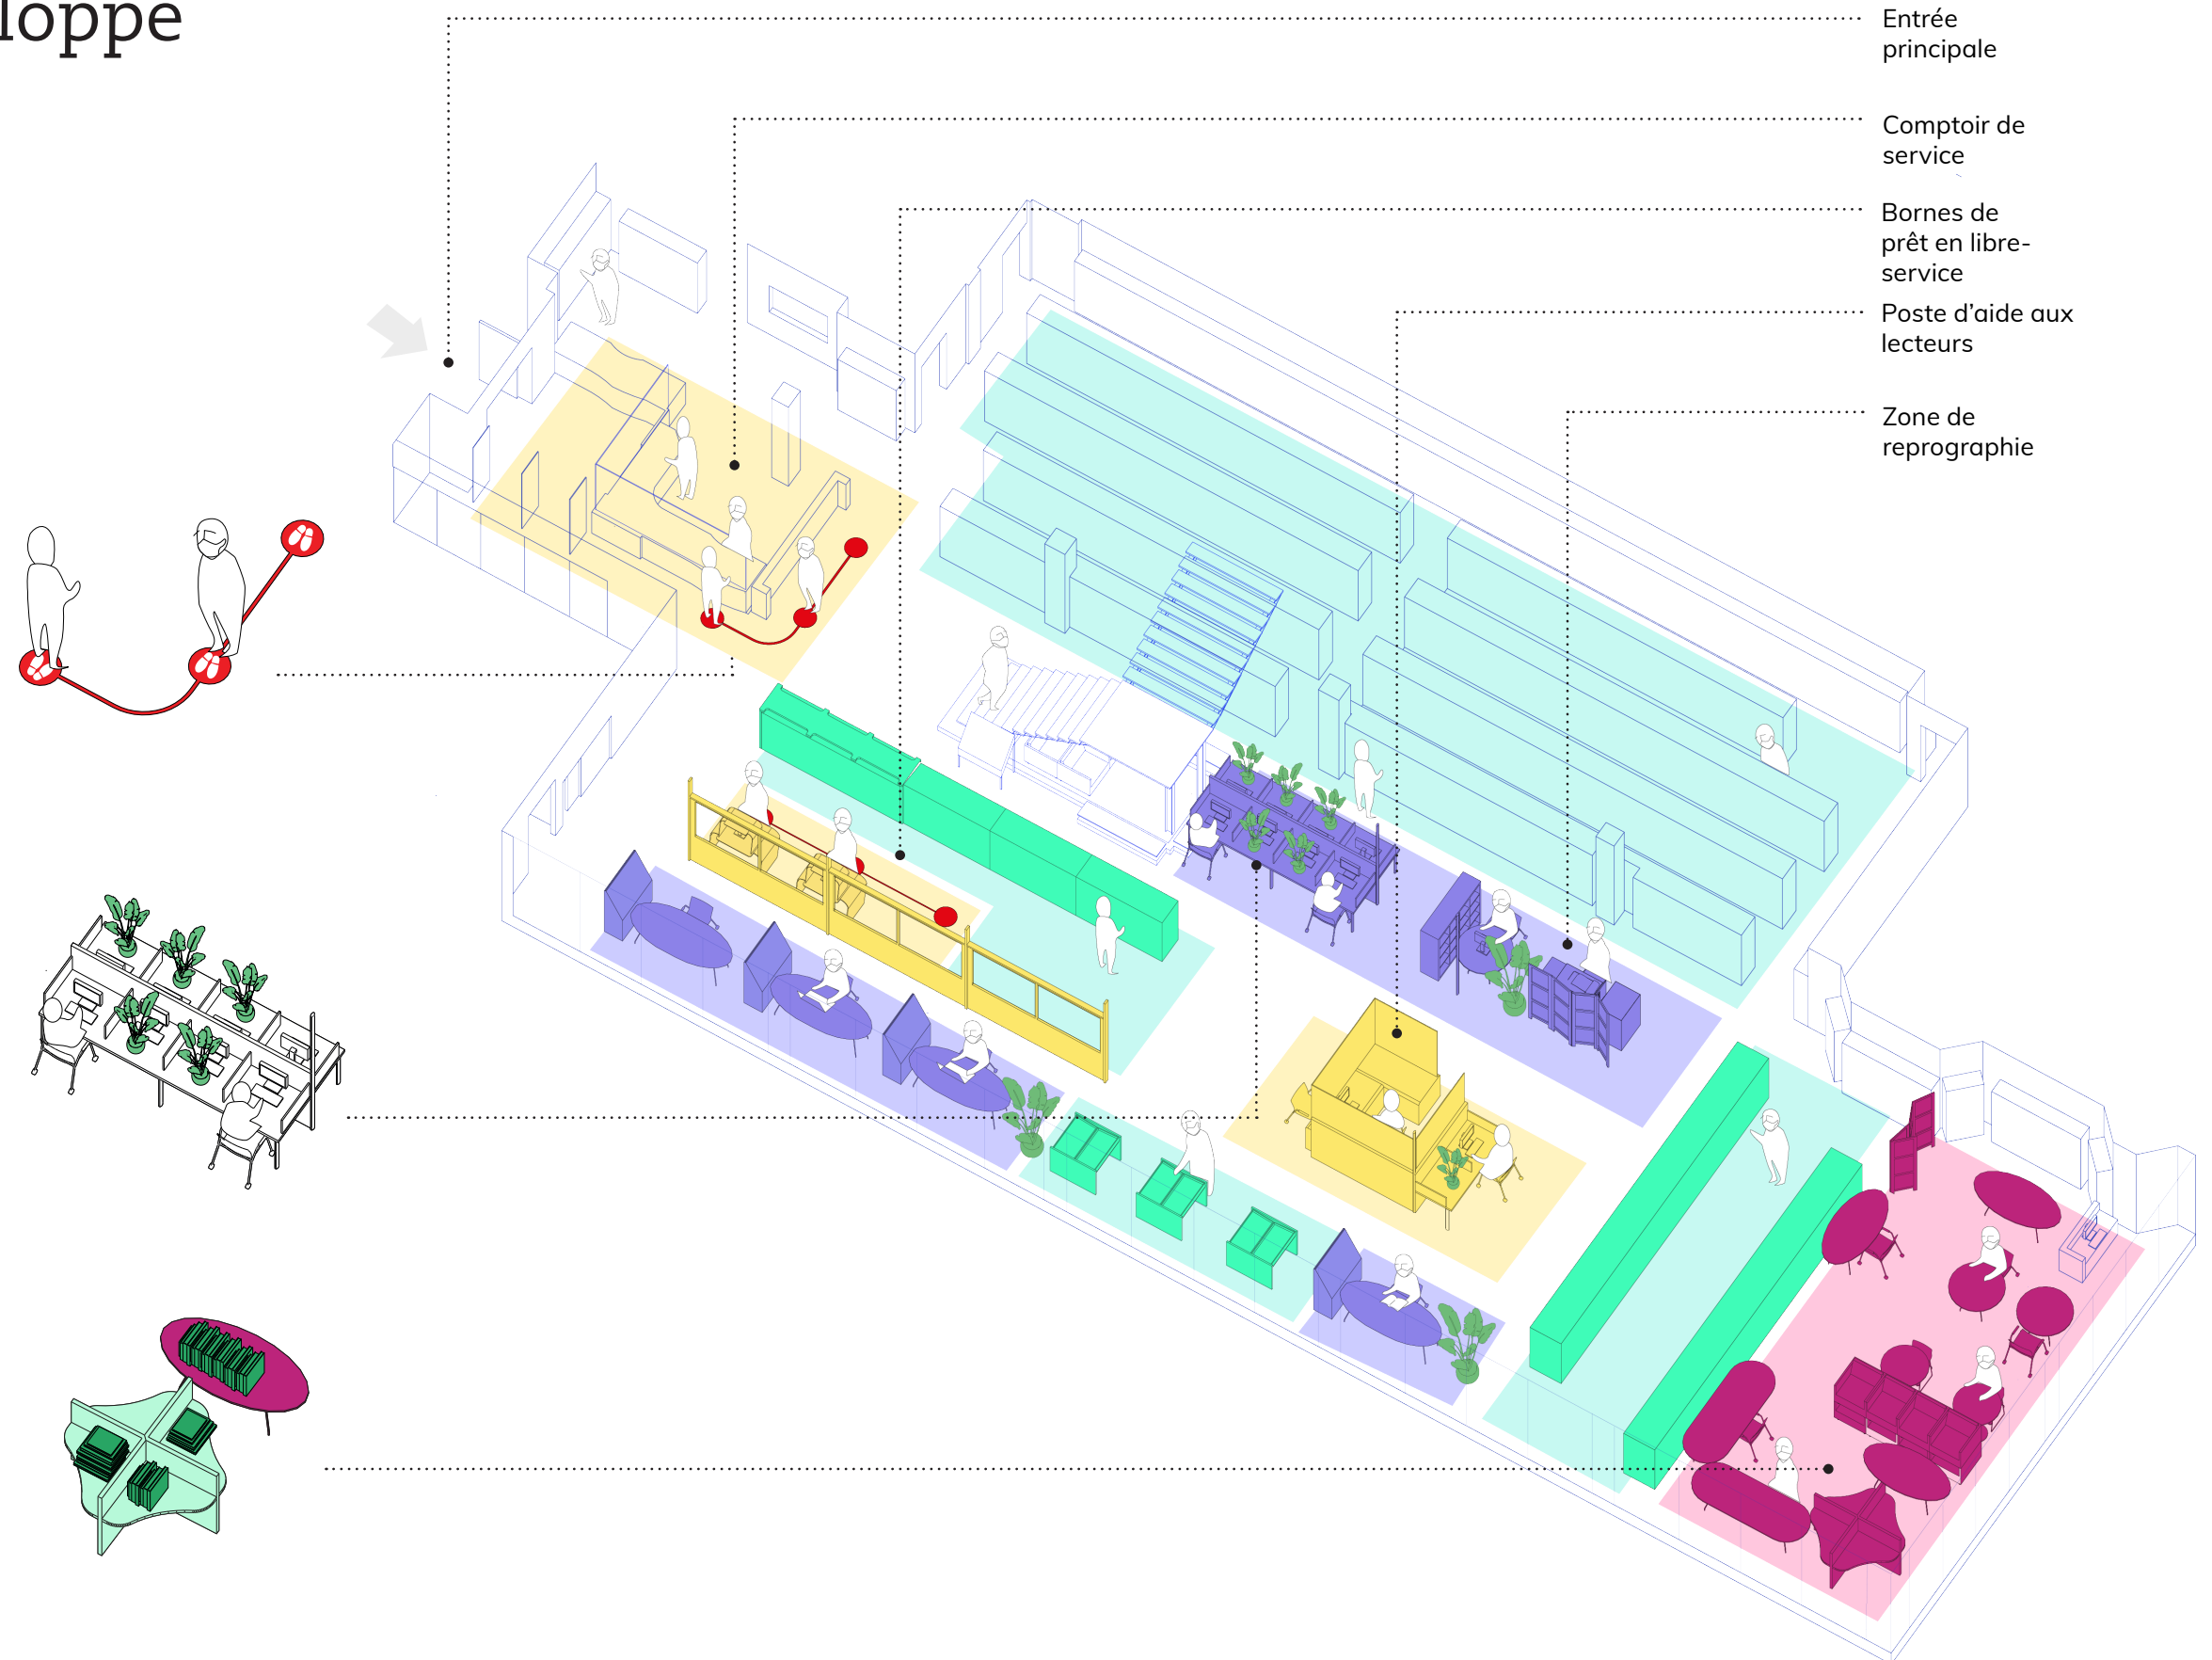 loppe
Entrée
principale
Comptoir de
service
Bornes de
prêt en libre-
service
Poste d’aide aux
lecteurs
Zone de
reprographie